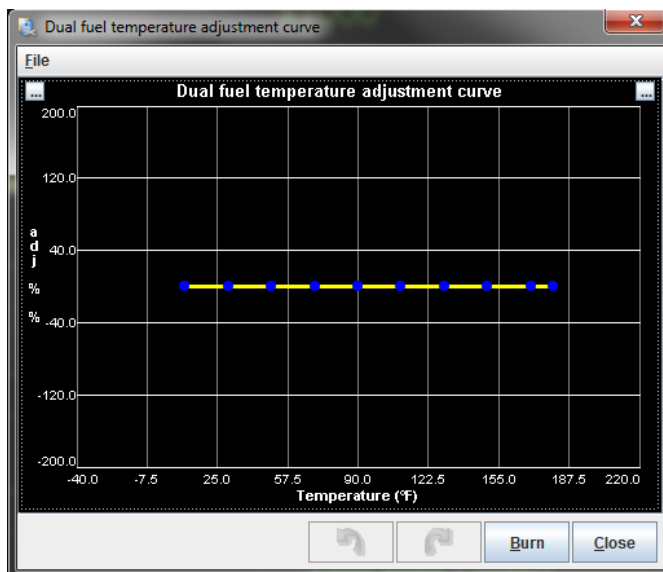 Dual fuel temperature adjustment curve
X
File
...
Dual fuel temperature adjustment curve
...
200.0
120.0
adj
40.0
%
%
-40.0
-120.0
-200.0
-40.0 -7.5 25.0 57.5 90.0 122.5 155.0 187.5 220.0
Temperature (°F)
Burn Close